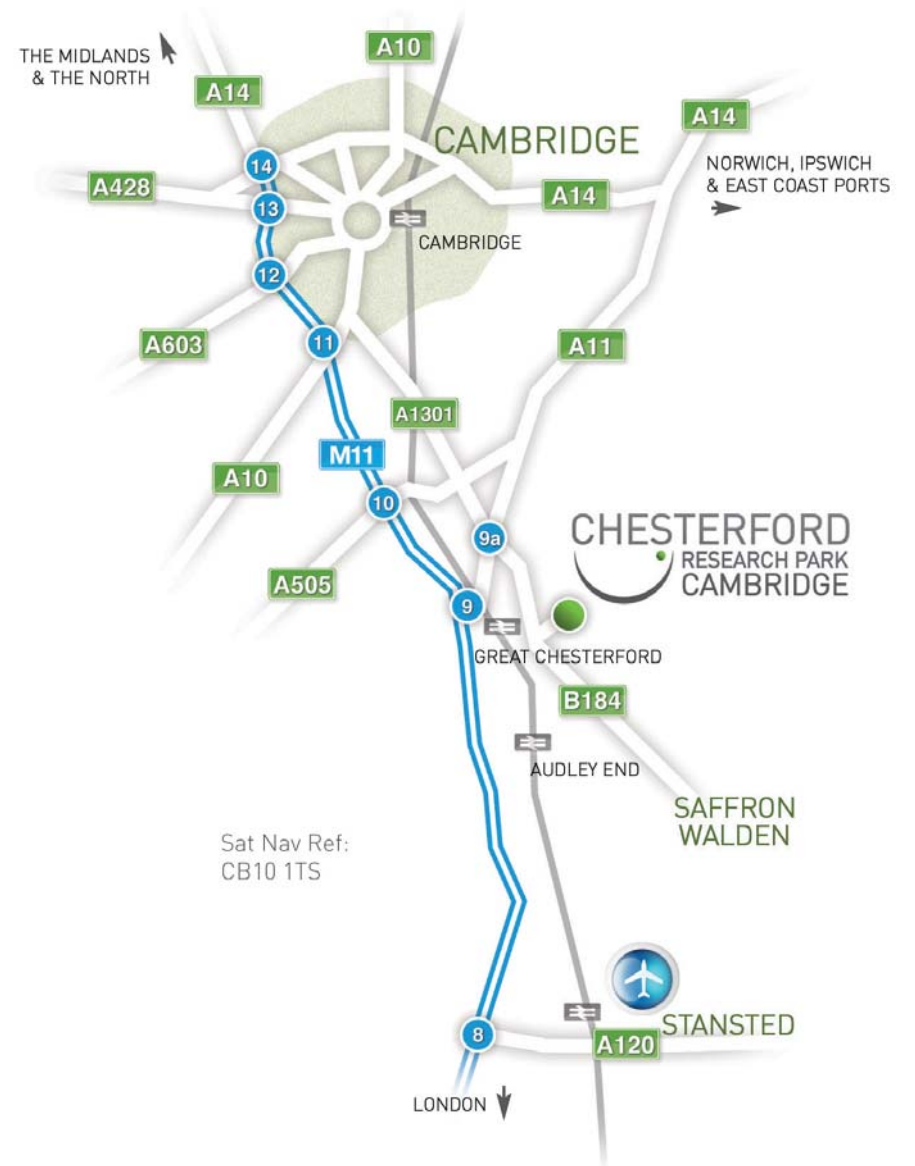 THE MIDLANDS
& THE NORTH
A10
A14
A14
CAMBRIDGE
14
NORWICH, IPSWICH
& EAST COAST PORTS
A428
A14
13
CAMBRIDGE
12
A603
11
A11
A1301
M11
A10
10
9a
CHESTERFORD
RESEARCH PARK
CAMBRIDGE
A505
9
GREAT CHESTERFORD
B184
AUDLEY END
SAFFRON
WALDEN
Sat Nav Ref:
CB10 1TS
8
STANSTED
A120
LONDON